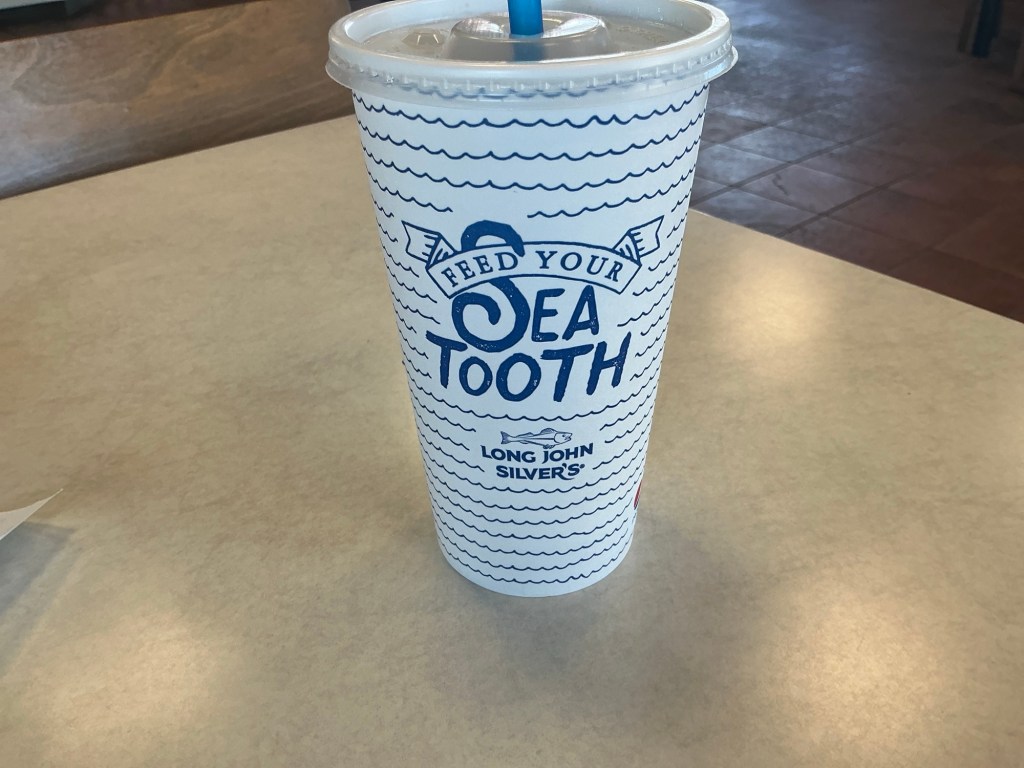 FEED YOUR
SEA
TOOTH
LONG JOHN
SILVER'S